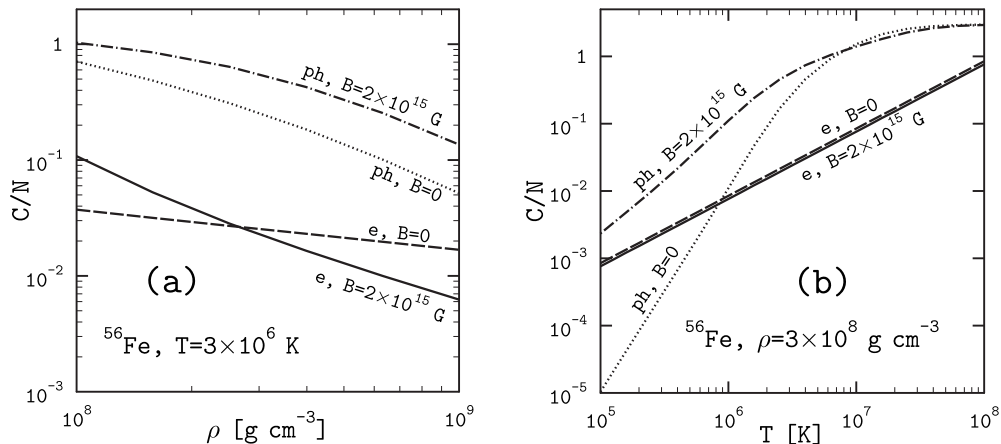 C/N
1
10⁻¹
10⁻²
10⁻³
ph, B=2×10¹⁵ G
ph, B=0
e, B=0
e, B=2×10¹⁵ G
(a)
⁵⁶Fe, T=3×10⁶ K
10⁸
10⁹
ρ [g cm⁻³]
C/N
1
10⁻¹
10⁻²
10⁻³
10⁻⁴
10⁻⁵
ph, B=2×10¹⁵ G
e, B=0
e, B=2×10¹⁵ G
ph, B=0
(b)
⁵⁶Fe, ρ=3×10⁸ g cm⁻³
10⁵
10⁶
10⁷
10⁸
T [K]